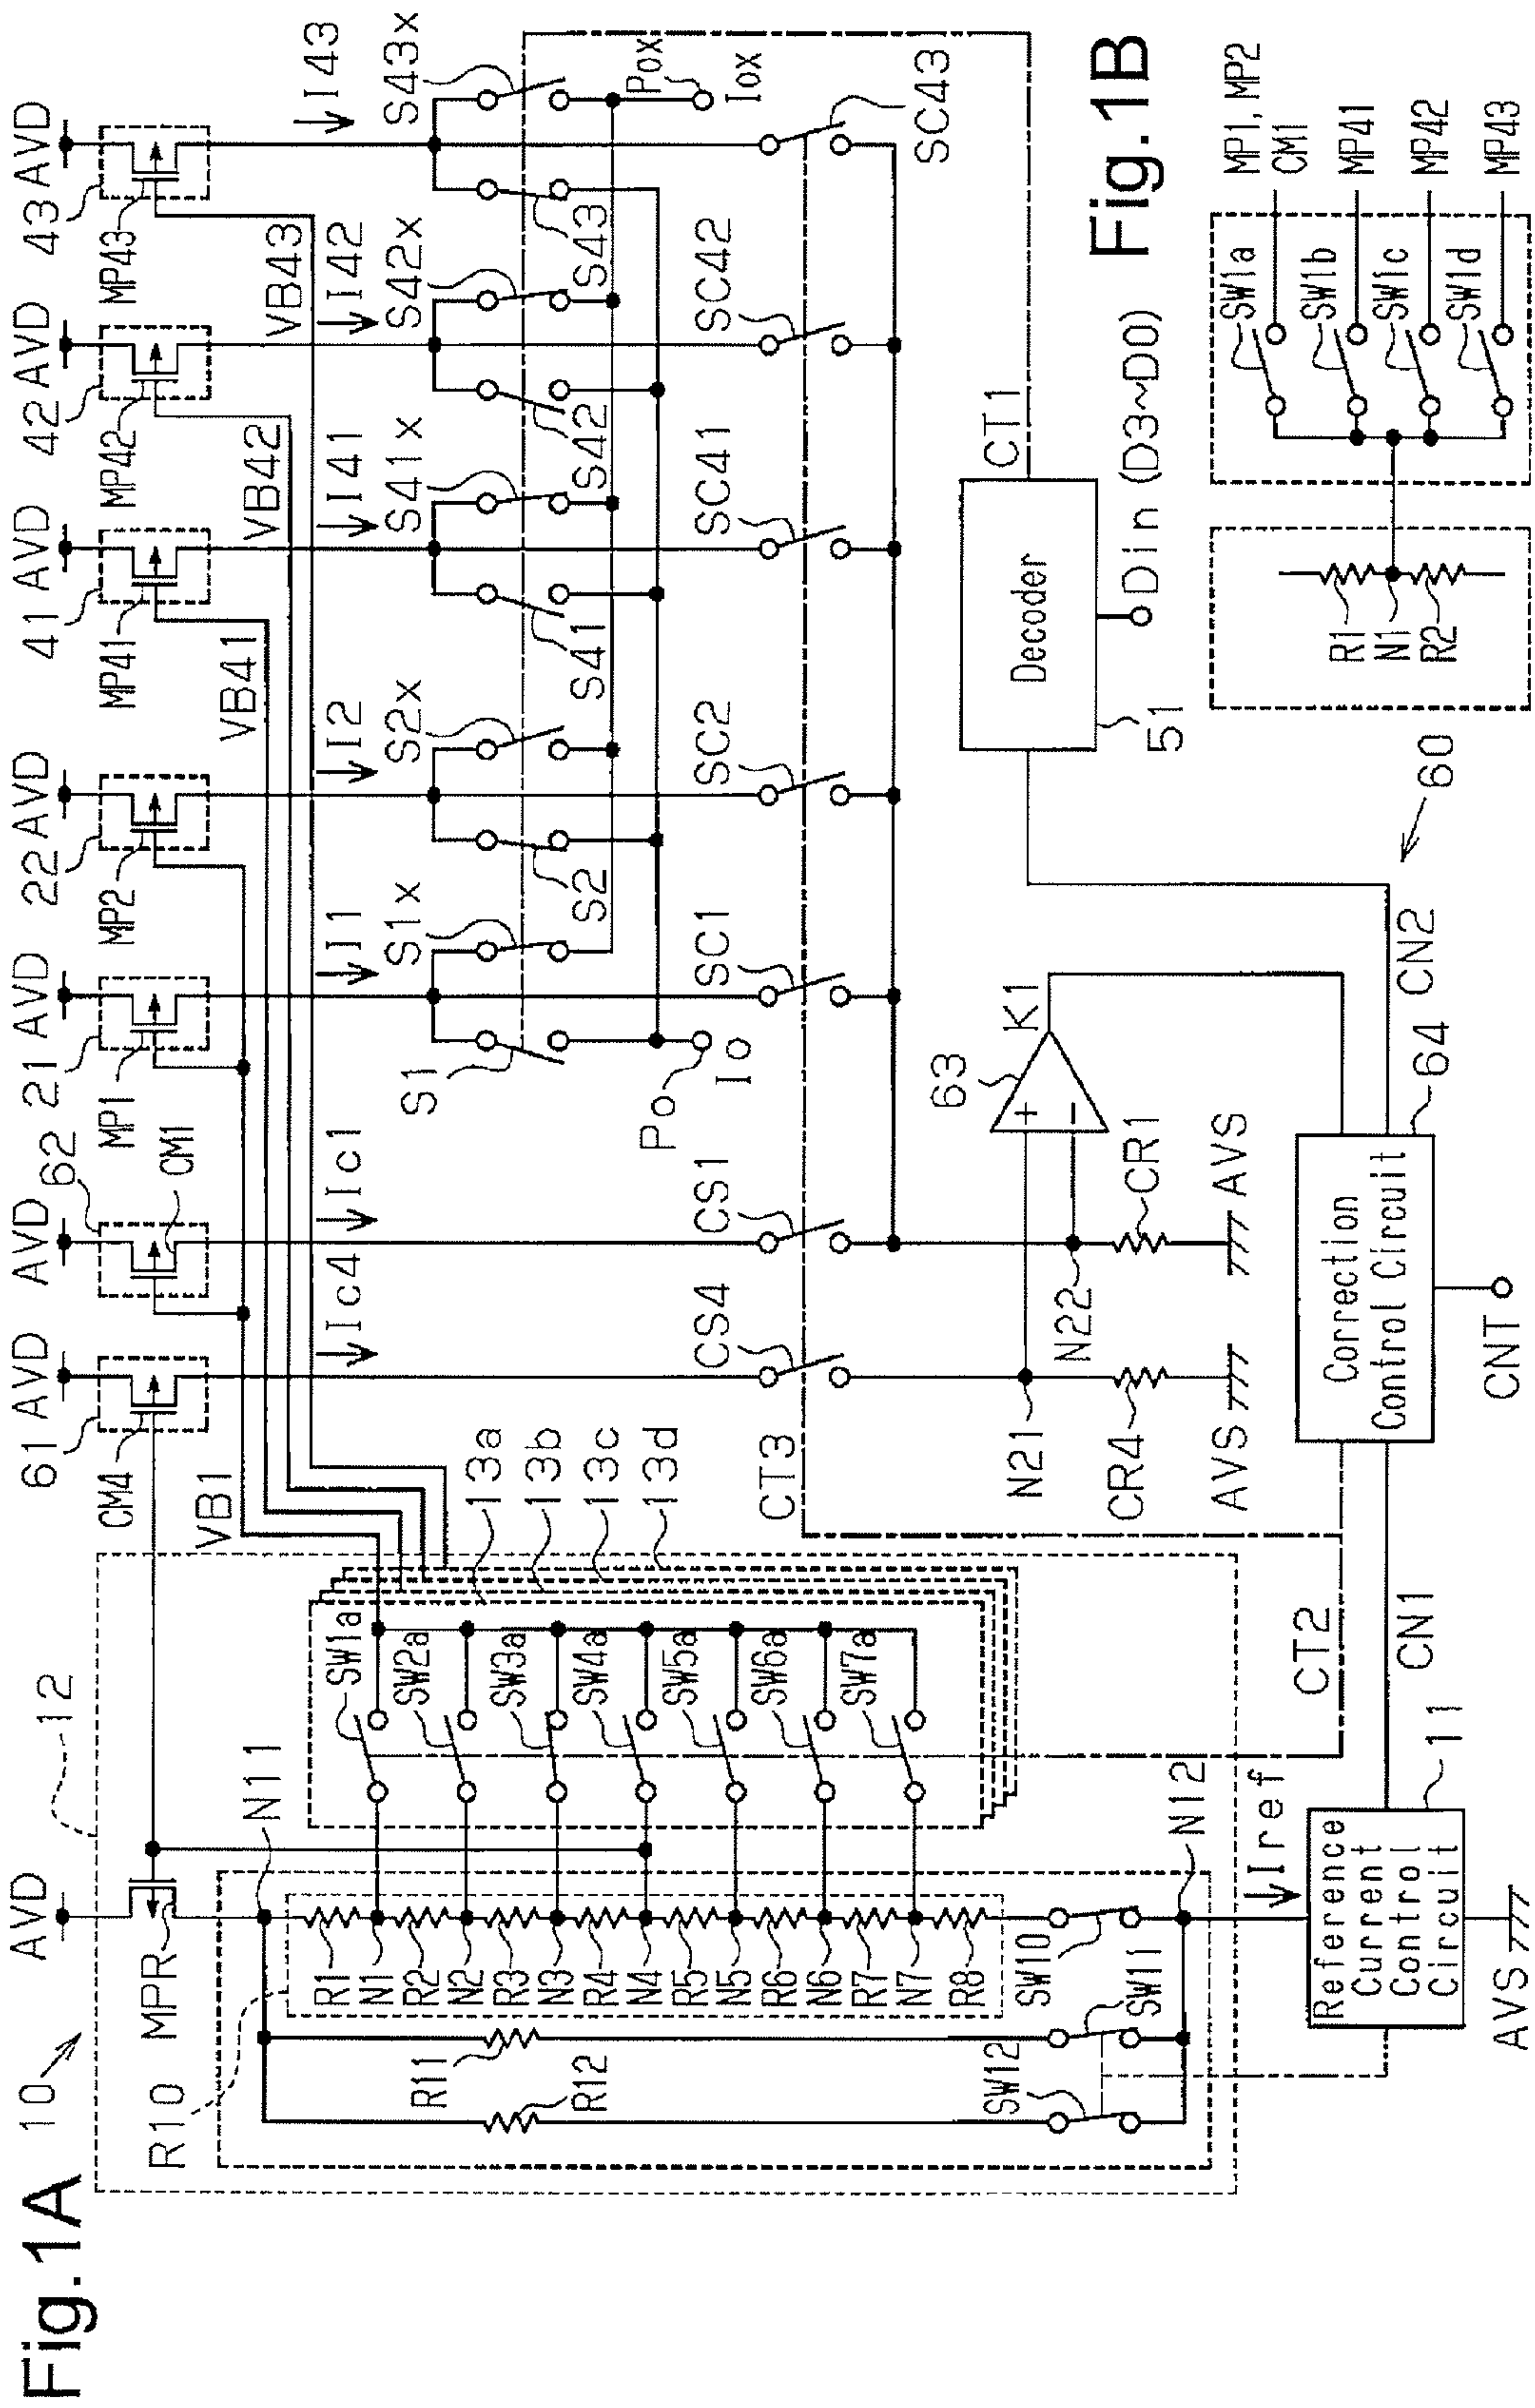 Fig.1A
10
AVD
12
61 AVD
62 AVD
21 AVD
22 AVD
41 AVD
42 AVD
43 AVD
MPR
CM4
CM1
MP1
MP2
MP41
MP42
MP43
VB1
VB41
VB42
VB43
R10
N11
Ic4
Ic1
I1
I2
I41
I42
I43
R1
N1
R2
N2
R3
N3
R4
N4
R5
N5
R6
N6
R7
N7
R8
SW1a
SW2a
SW3a
SW4a
SW5a
SW6a
SW7a
13a
13b
13c
13d
S1
S1x
S2
S2x
S41
S41x
S42
S42x
S43
S43x
Po
Io
Pox
Iox
R11
R12
SW10
SW11
SW12
N12
CT3
CS4
CS1
SC1
SC2
SC41
SC42
SC43
Iref
N21
N22
63
K1
CR4
CR1
AVS
AVS
Decoder
51
CT1
Din (D3~D0)
CT2
CN1
CN2
Reference
Current
Control
Circuit
11
AVS
Correction
Control Circuit
64
CNT
60
Fig.1B
R1
N1
R2
SW1a
SW1b
SW1c
SW1d
MP1, MP2
CM1
MP41
MP42
MP43